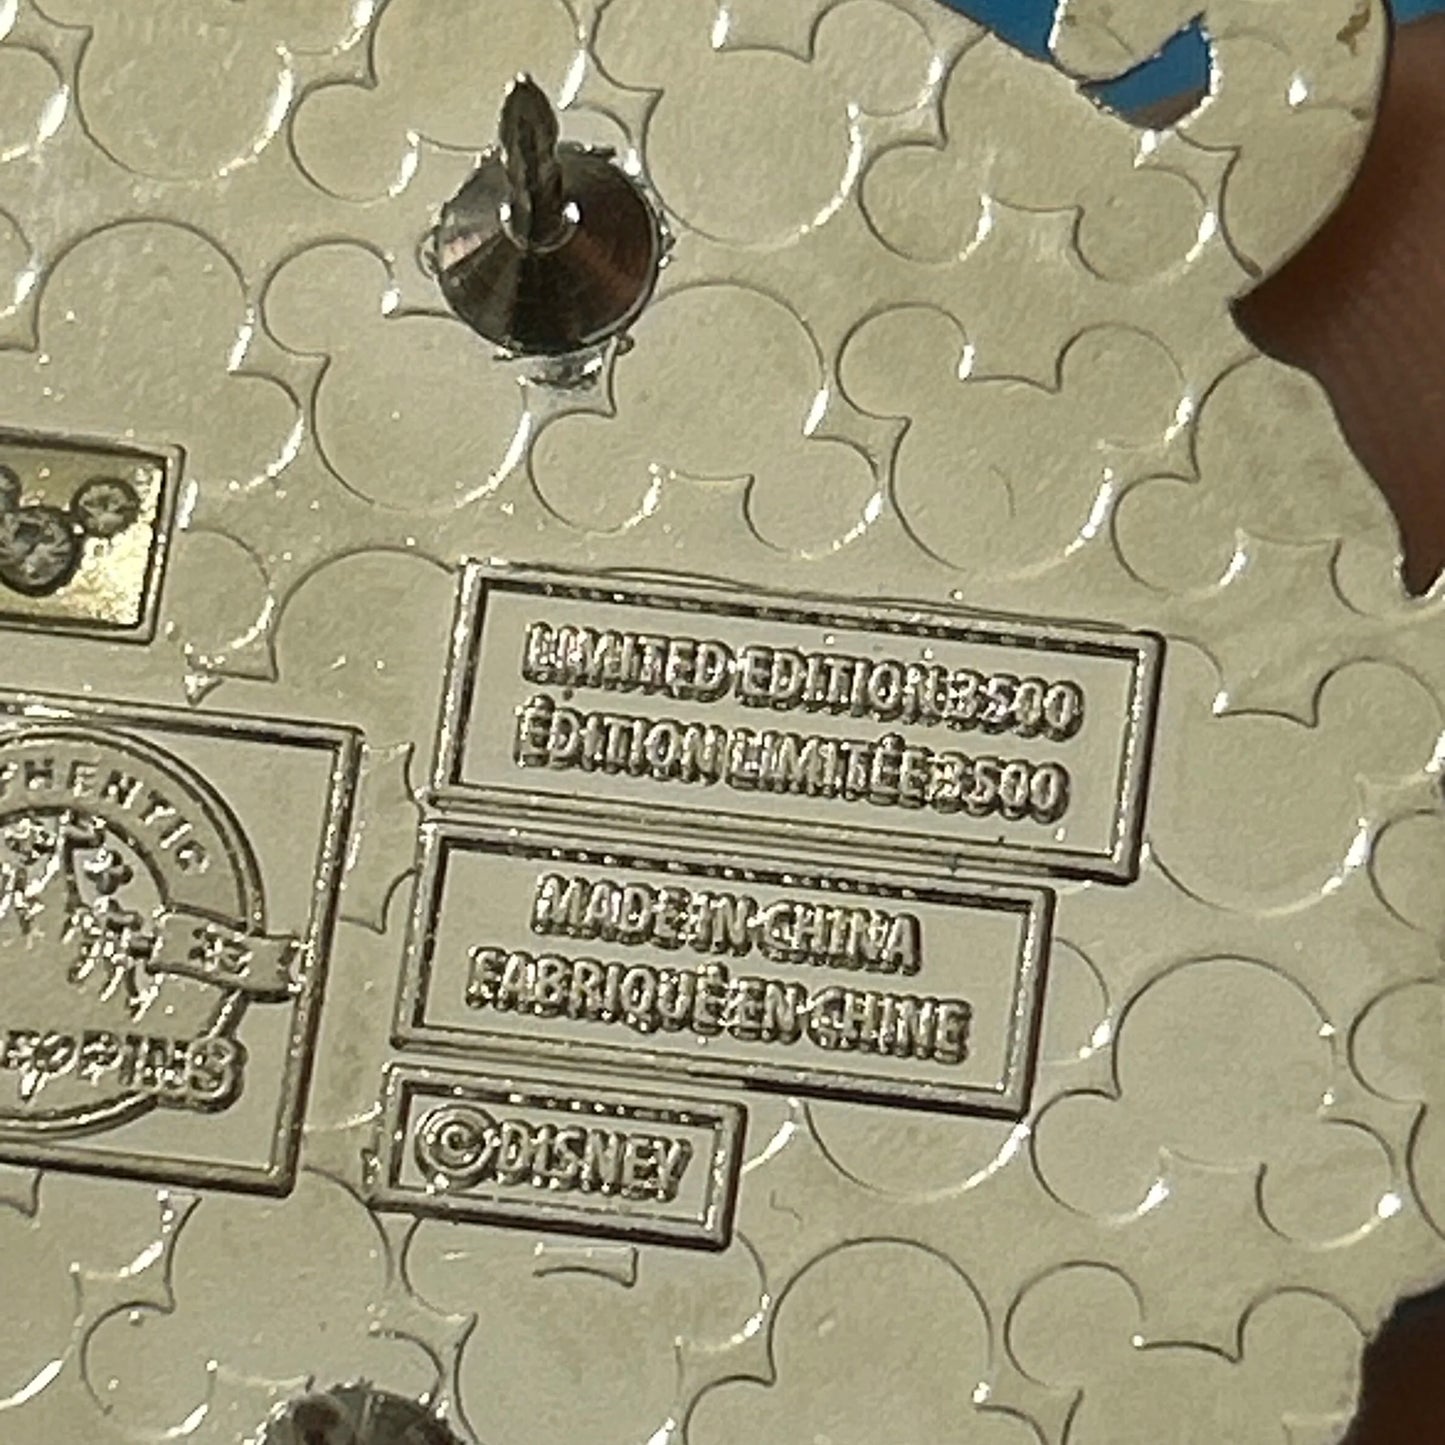 LIMITED EDITION 3500
ÉDITION LIMITÉE 3500
MADE IN CHINA
FABRIQUÉ EN CHINE
©DISNEY